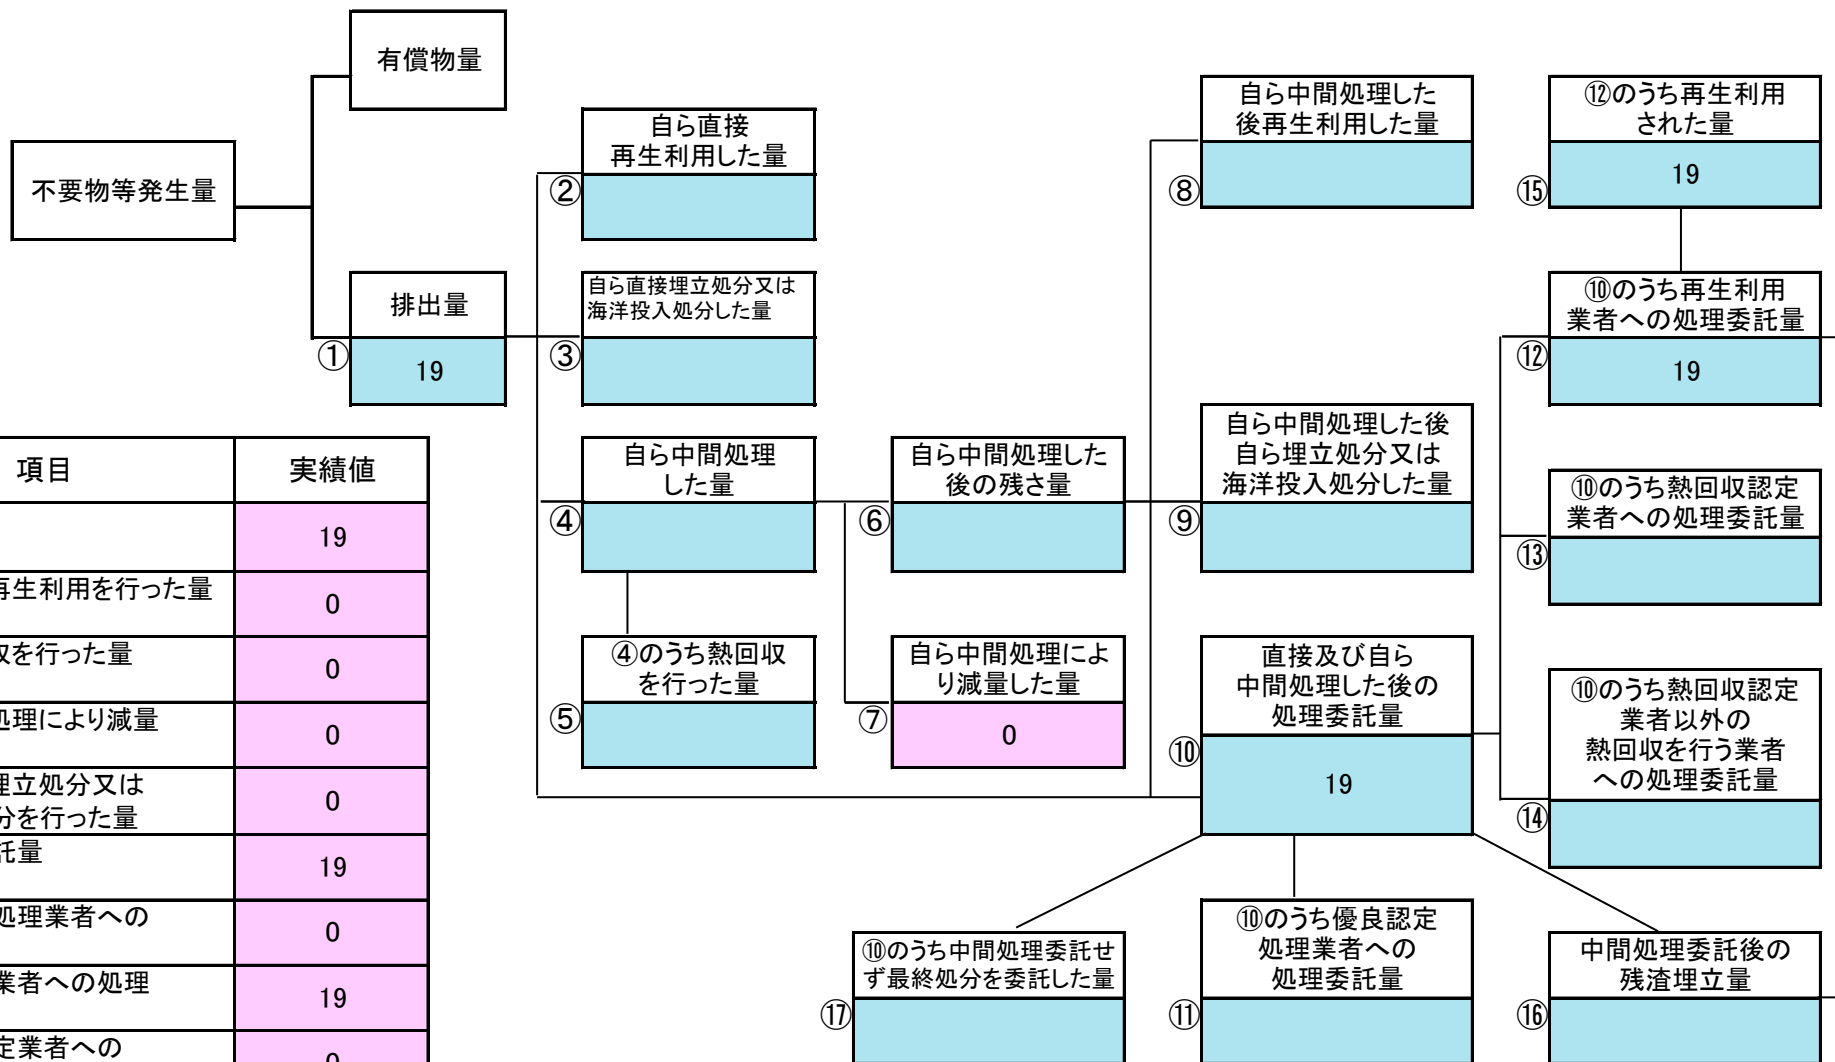 有償物量
不要物等発生量
排出量
①
19
自ら直接
再生利用した量
②
自ら直接埋立処分又は
海洋投入処分した量
③
自ら中間処理
した量
④
④のうち熱回収
を行った量
⑤
自ら中間処理した
後の残さ量
⑥
自ら中間処理によ
り減量した量
⑦
0
自ら中間処理した
後再生利用した量
⑧
自ら中間処理した後
自ら埋立処分又は
海洋投入処分した量
⑨
直接及び自ら
中間処理した後の
処理委託量
⑩
19
⑫のうち再生利用
された量
⑮
19
⑩のうち再生利用
業者への処理委託量
⑫
19
⑩のうち熱回収認定
業者への処理委託量
⑬
⑩のうち熱回収認定
業者以外の
熱回収を行う業者
への処理委託量
⑭
⑩のうち中間処理委託せ
ず最終処分を委託した量
⑰
⑩のうち優良認定
処理業者への
処理委託量
⑪
中間処理委託後の
残渣埋立量
⑯
項目 実績値
19
再生利用を行った量
0
収を行った量
0
処理により減量
0
埋立処分又は
分を行った量
0
託量
19
処理業者への
0
業者への処理
19
定業者への
0